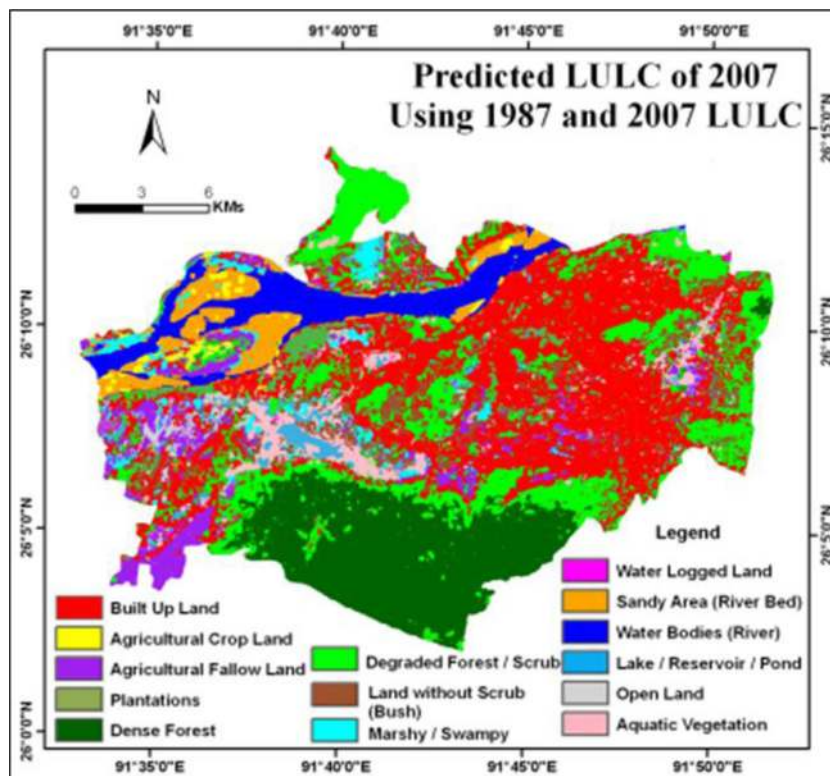 91°35'0"E 91°40'0"E 91°45'0"E 91°50'0"E
Predicted LULC of 2007
Using 1987 and 2007 LULC
N
0 3 6
KMs
26°15'0"N
26°10'0"N
26°10'0"N
26°5'0"N
26°5'0"N
26°0'0"N
26°0'0"N
Legend
Built Up Land
Agricultural Crop Land
Agricultural Fallow Land
Plantations
Dense Forest
Degraded Forest / Scrub
Land without Scrub
(Bush)
Marshy / Swampy
Water Logged Land
Sandy Area (River Bed)
Water Bodies (River)
Lake / Reservoir / Pond
Open Land
Aquatic Vegetation
91°35'0"E 91°40'0"E 91°45'0"E 91°50'0"E